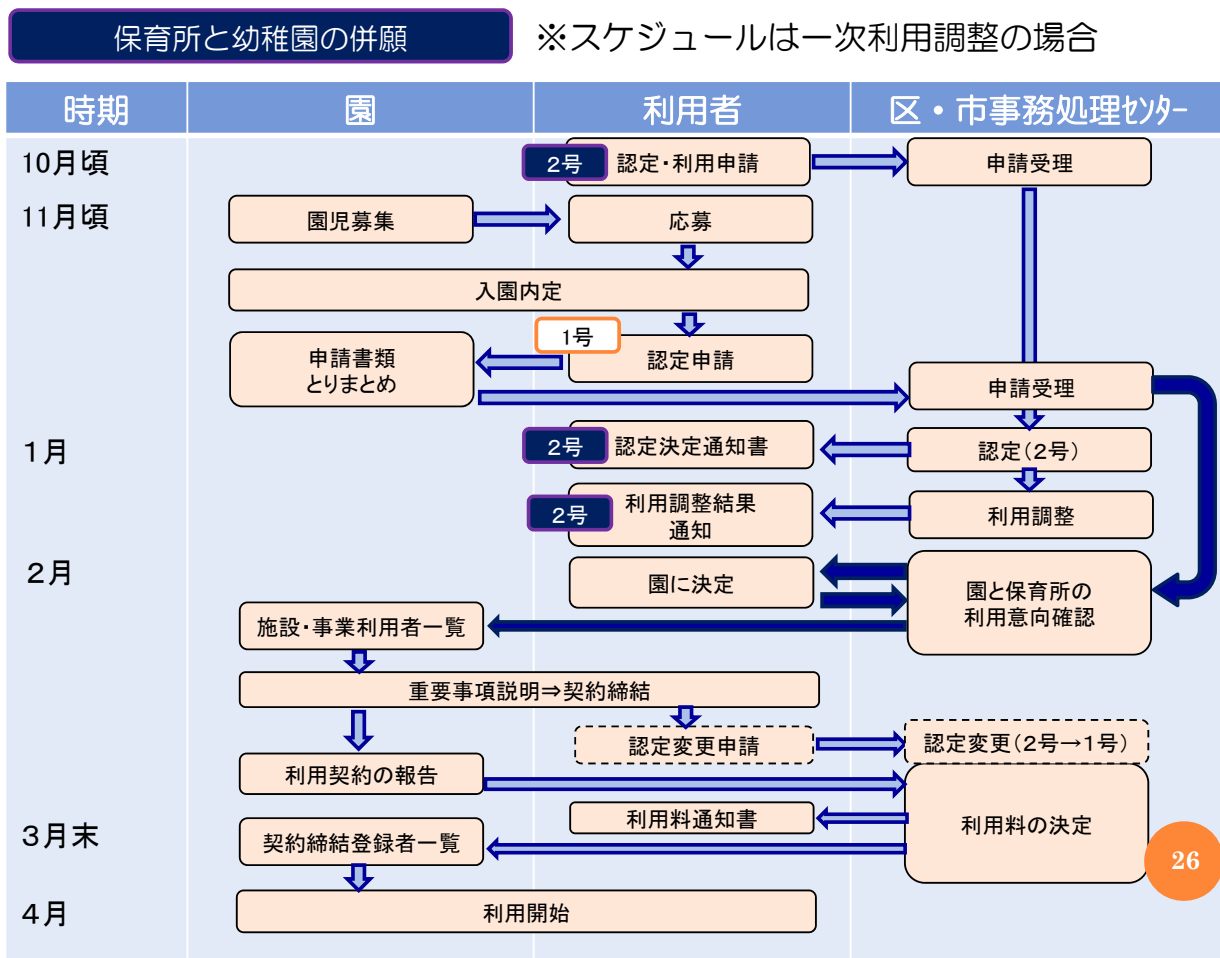 保育所と幼稚園の併願
※スケジュールは一次利用調整の場合
時期
園
利用者
区・市事務処理ｾﾝﾀｰ
10月頃
2号
認定・利用申請
申請受理
11月頃
園児募集
応募
入園内定
1号
申請書類
とりまとめ
認定申請
申請受理
1月
2号
認定決定通知書
認定(2号)
2号
利用調整結果
通知
利用調整
2月
園に決定
園と保育所の
利用意向確認
施設・事業利用者一覧
重要事項説明⇒契約締結
認定変更申請
認定変更(2号→1号)
利用契約の報告
利用料通知書
利用料の決定
3月末
契約締結登録者一覧
26
4月
利用開始